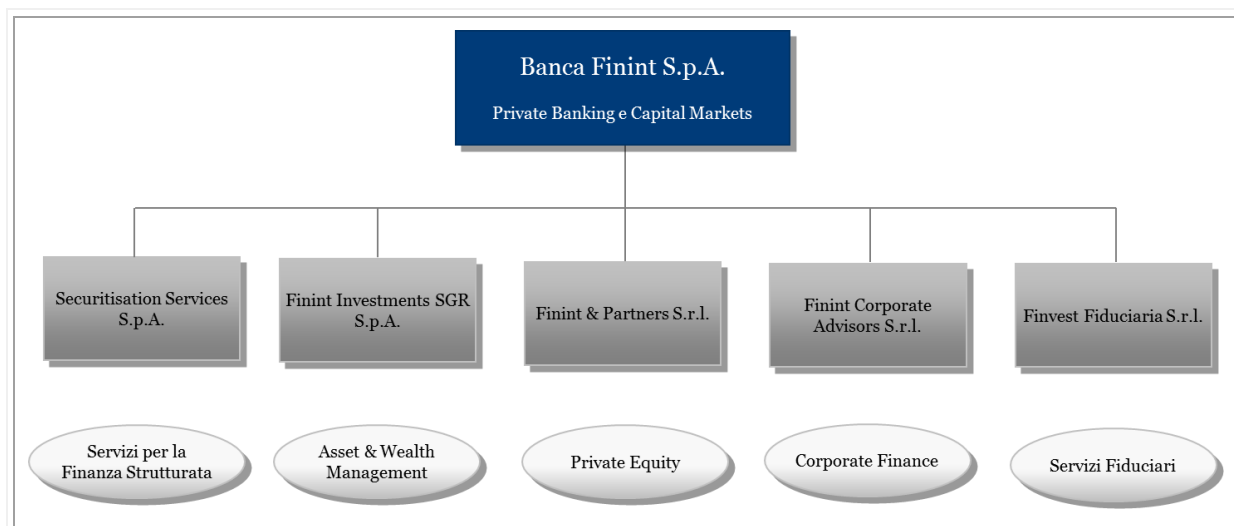 Banca Finint S.p.A.
Private Banking e Capital Markets
Securitisation Services
S.p.A.
Finint Investments SGR
S.p.A.
Finint & Partners S.r.l.
Finint Corporate
Advisors S.r.l.
Finvest Fiduciaria S.r.l.
Servizi per la
Finanza Strutturata
Asset & Wealth
Management
Private Equity
Corporate Finance
Servizi Fiduciari